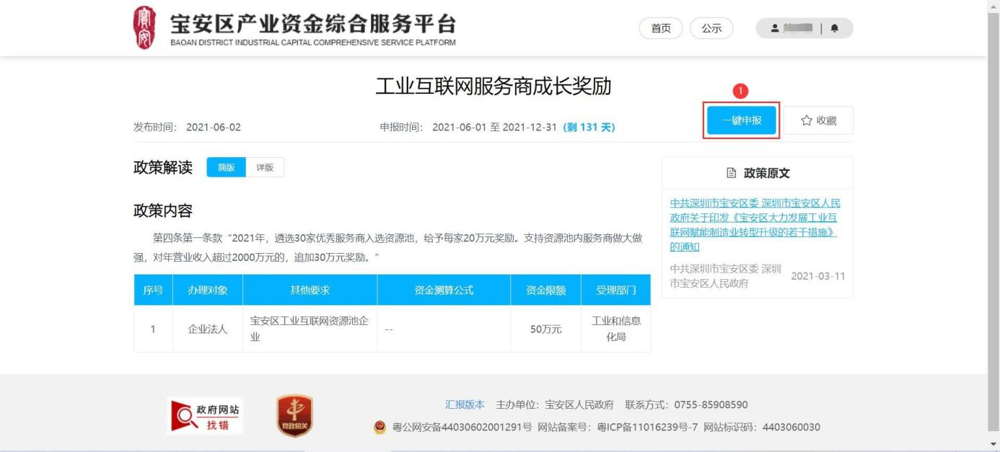 宝安区产业资金综合服务平台
BAOAN DISTRICT INDUSTRIAL CAPITAL COMPREHENSIVE SERVICE PLATFORM
首页
公示
工业互联网服务商成长奖励
1
发布时间： 2021-06-02
申报时间： 2021-06-01 至 2021-12-31 (剩 131 天)
一键申报
收藏
政策解读
简版
详版
政策原文
中共深圳市宝安区委 深圳市宝安区人民
政府关于印发《宝安区大力发展工业互
联网赋能制造业转型升级的若干措施》
的通知
中共深圳市宝安区委 深圳
市宝安区人民政府
2021-03-11
政策内容
第四条第一条款“2021年，遴选30家优秀服务商入选资源池，给予每家20万元奖励。支持资源池内服务商做大做
强，对年营业收入超过2000万元的，追加30万元奖励。”
序号 办理对象 其他要求 资金测算公式 资金限额 受理部门
1 企业法人 宝安区工业互联网资源池企 -- 50万元 工业和信息
业 化局
政府网站
找错
党政机关
汇报版本 主办单位：宝安区人民政府 联系方式：0755-85908590
粤公网安备44030602001291号 网站备案号：粤ICP备11016239号-7 网站标识码：4403060030